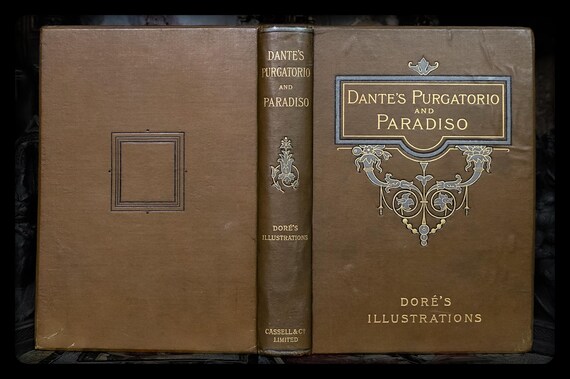 DANTE'S
PURGATORIO
AND
PARADISO
DORÉ'S
ILLUSTRATIONS
CASSELL & Co
LIMITED
DANTE'S PURGATORIO
AND
PARADISO
DORÉ'S
ILLUSTRATIONS